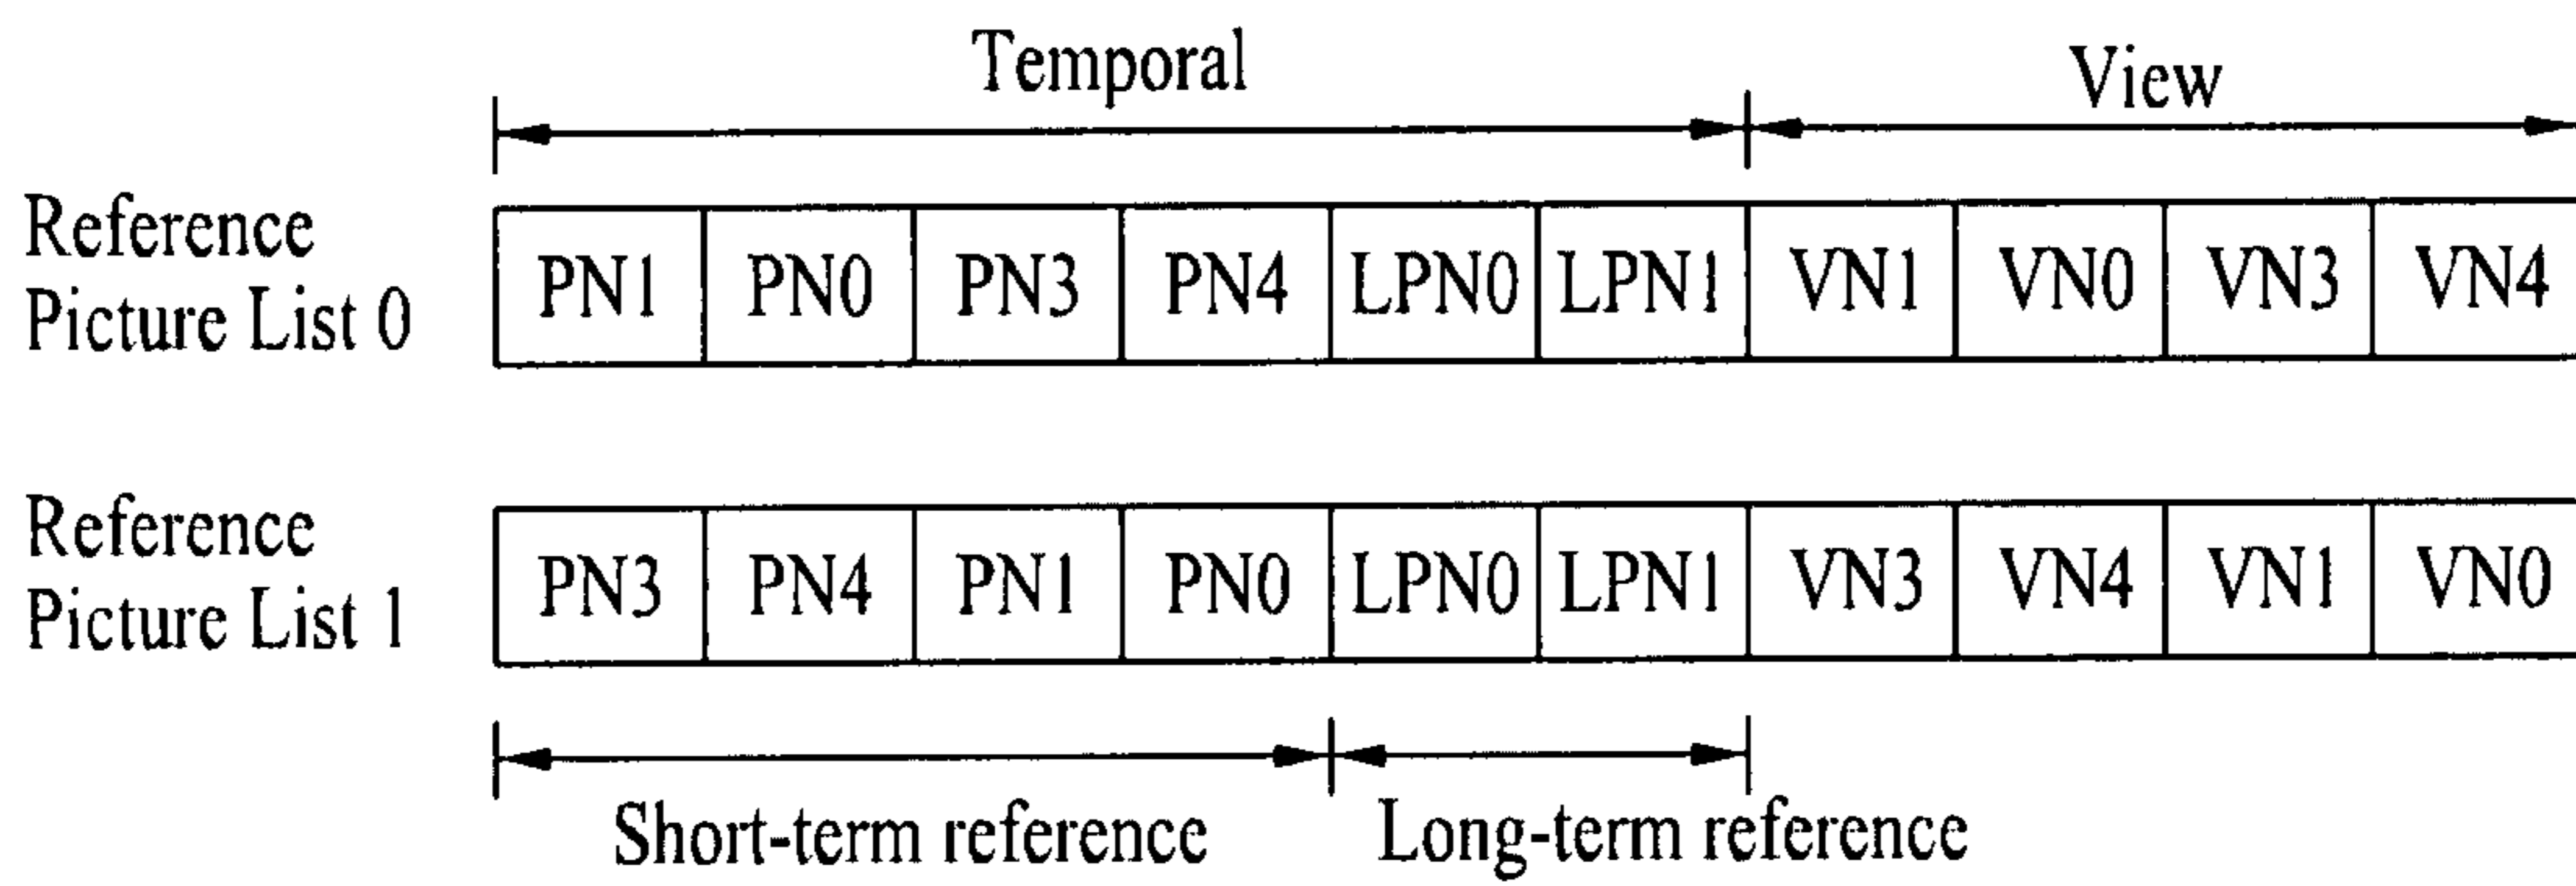 Temporal View
Reference
Picture List 0
PN1 PN0 PN3 PN4 LPN0 LPN1 VN1 VN0 VN3 VN4
Reference
Picture List 1
PN3 PN4 PN1 PN0 LPN0 LPN1 VN3 VN4 VN1 VN0
Short-term reference Long-term reference